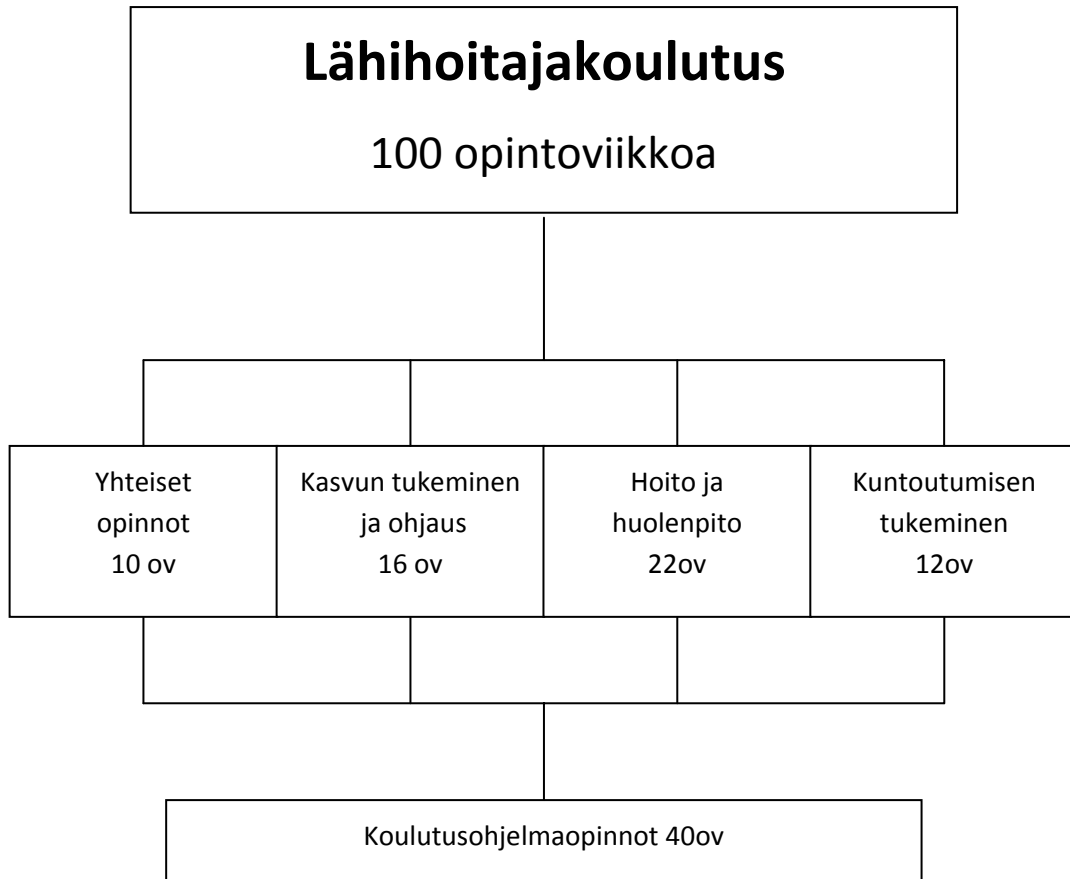 Lähihoitajakoulutus
100 opintoviikkoa
Yhteiset
opinnot
10 ov
Kasvun tukeminen
ja ohjaus
16 ov
Hoito ja
huolenpito
22ov
Kuntoutumisen
tukeminen
12ov
Koulutusohjelmaopinnot 40ov